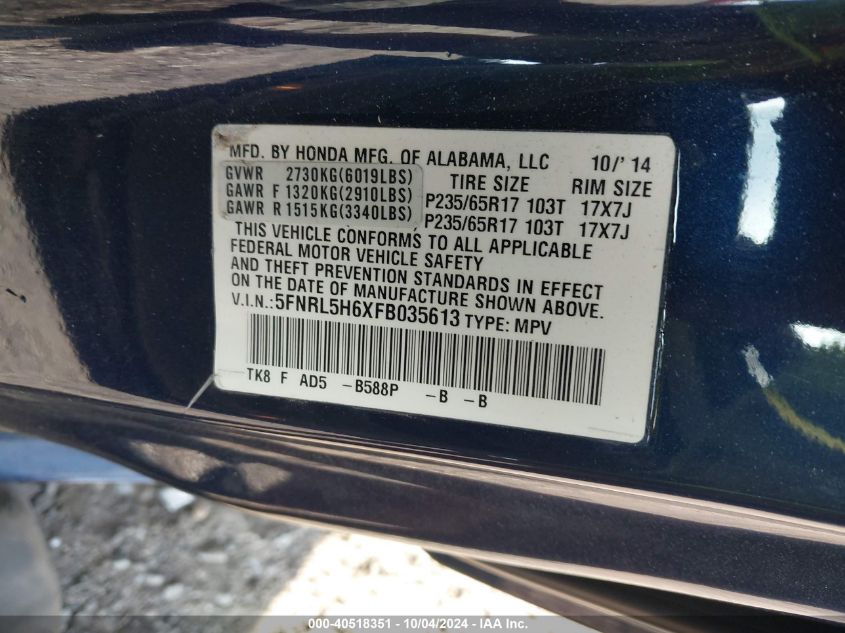 MFD. BY HONDA MFG. OF ALABAMA, LLC 10/' 14
GVWR 2730KG(6019LBS) TIRE SIZE RIM SIZE
GAWR F 1320KG(2910LBS) P235/65R17 103T 17X7J
GAWR R 1515KG(3340LBS) P235/65R17 103T 17X7J
THIS VEHICLE CONFORMS TO ALL APPLICABLE
FEDERAL MOTOR VEHICLE SAFETY
AND THEFT PREVENTION STANDARDS IN EFFECT
ON THE DATE OF MANUFACTURE SHOWN ABOVE.
V.I.N.:5FNRL5H6XFB035613 TYPE: MPV
TK8 F AD5 -B588P -B -B
000-40518351 10/04/2024 - IAAI.com